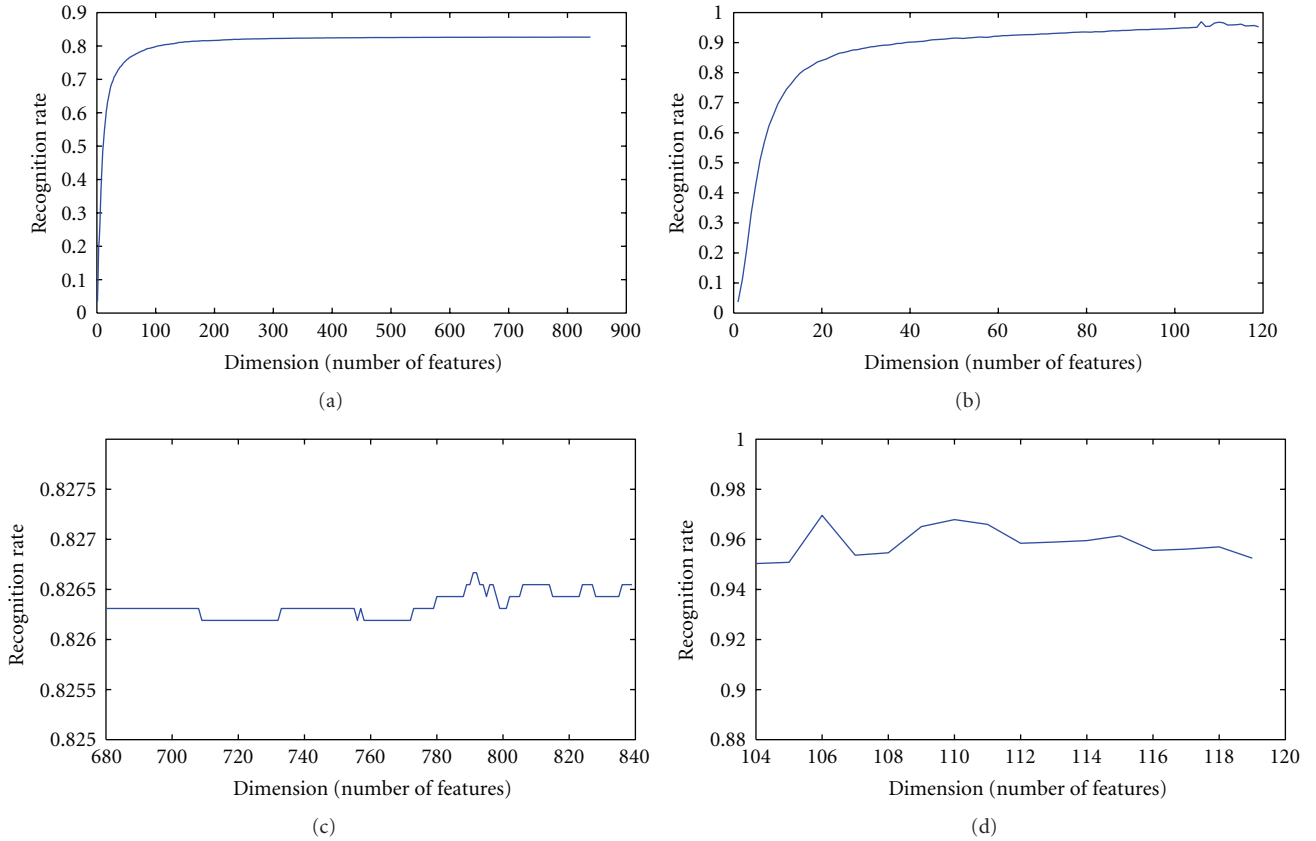 Recognition rate
0.9
0.8
0.7
0.6
0.5
0.4
0.3
0.2
0.1
0
0 100 200 300 400 500 600 700 800 900
Dimension (number of features)
(a)
Recognition rate
1
0.9
0.8
0.7
0.6
0.5
0.4
0.3
0.2
0.1
0
0 20 40 60 80 100 120
Dimension (number of features)
(b)
Recognition rate
0.8275
0.827
0.8265
0.826
0.8255
0.825
680 700 720 740 760 780 800 820 840
Dimension (number of features)
(c)
Recognition rate
1
0.98
0.96
0.94
0.92
0.9
0.88
104 106 108 110 112 114 116 118 120
Dimension (number of features)
(d)